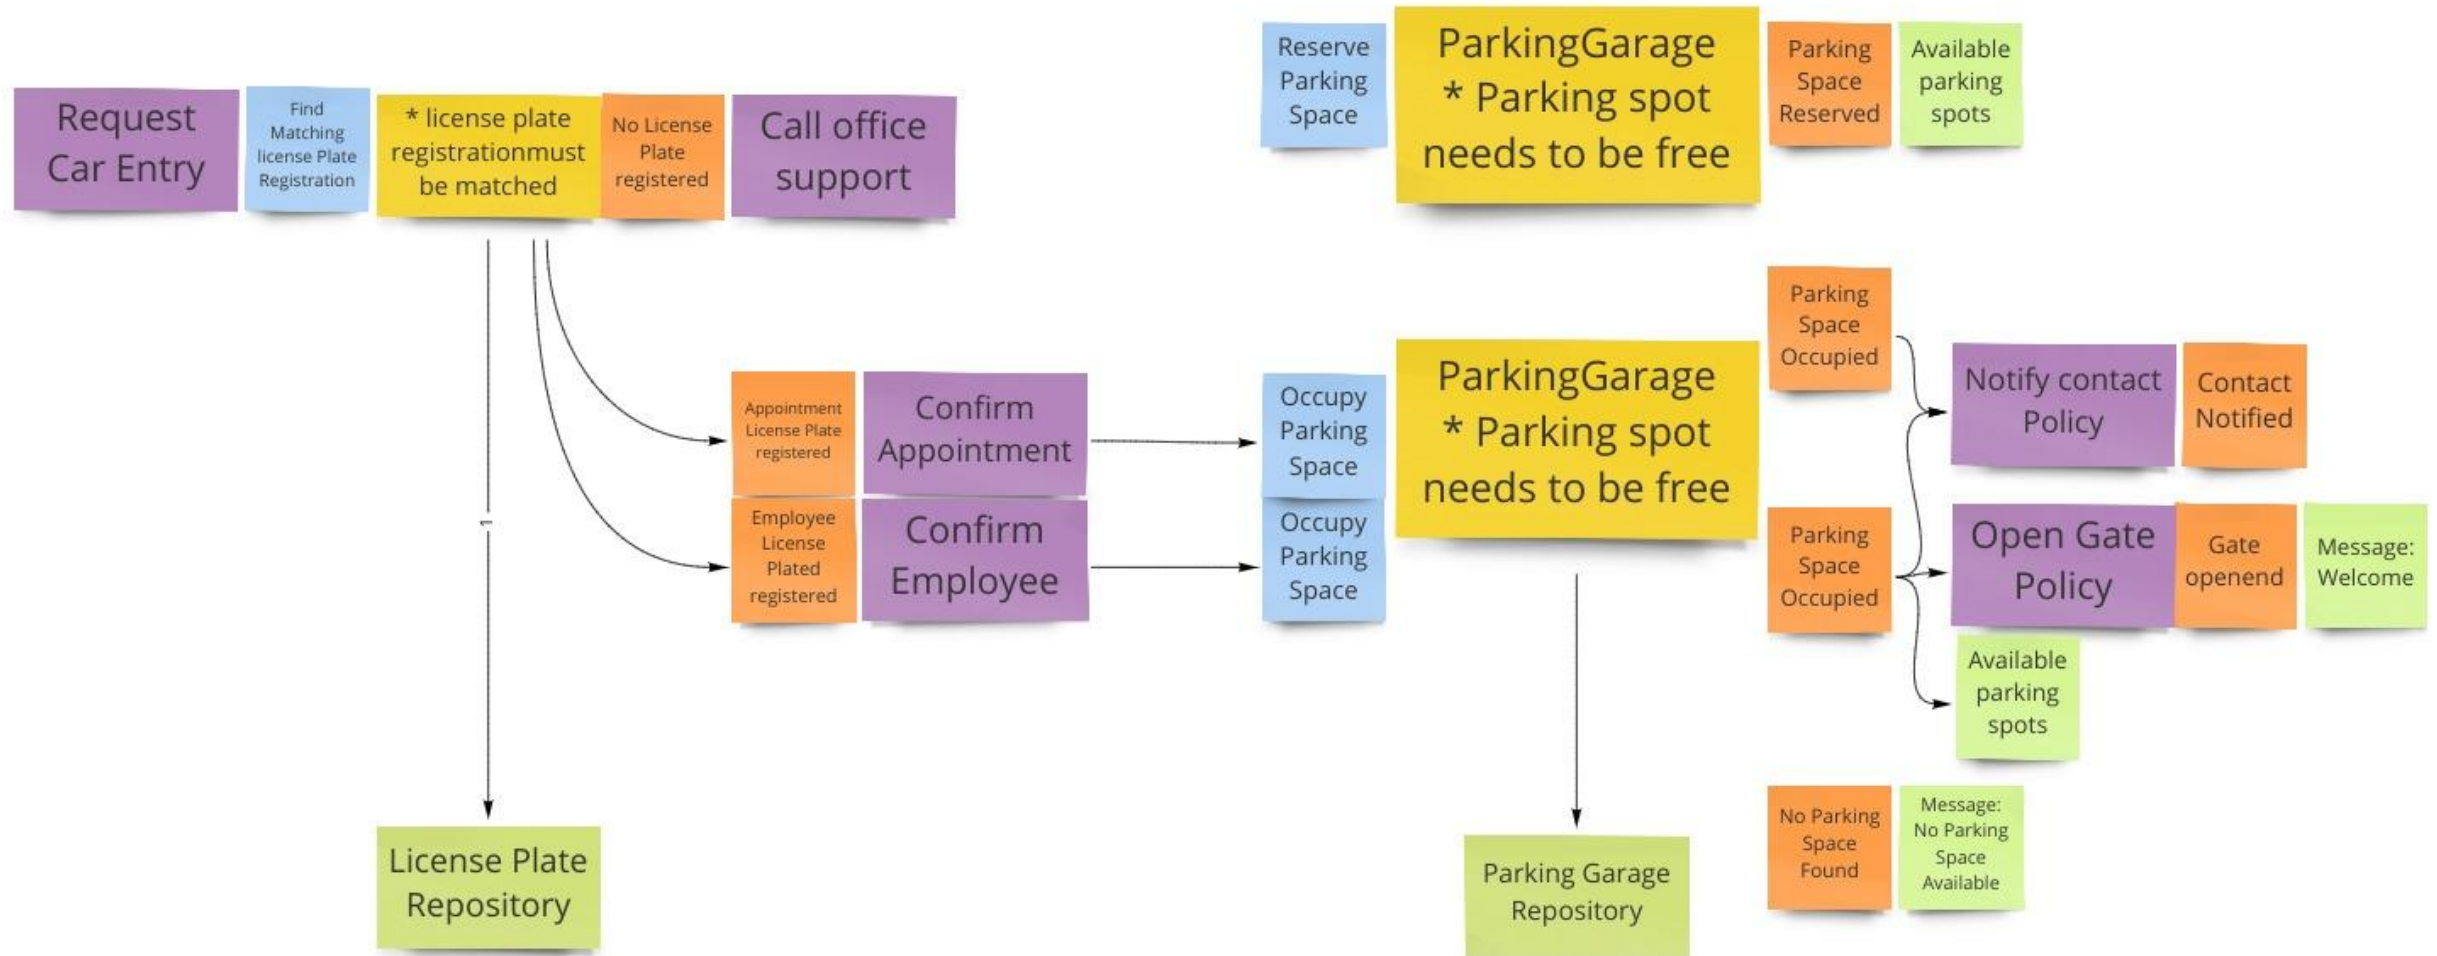 Request
Car Entry
Find
Matching
license Plate
Registration
* license plate
registrationmust
be matched
No License
Plate
registered
Call office
support
Reserve
Parking
Space
ParkingGarage
* Parking spot
needs to be free
Parking
Space
Reserved
Available
parking
spots
1
Appointment
License Plate
registered
Confirm
Appointment
Employee
License
Plated
registered
Confirm
Employee
Occupy
Parking
Space
Occupy
Parking
Space
ParkingGarage
* Parking spot
needs to be free
Parking
Space
Occupied
Notify contact
Policy
Contact
Notified
Parking
Space
Occupied
Open Gate
Policy
Gate
openend
Message:
Welcome
Available
parking
spots
License Plate
Repository
Parking Garage
Repository
No Parking
Space
Found
Message:
No Parking
Space
Available